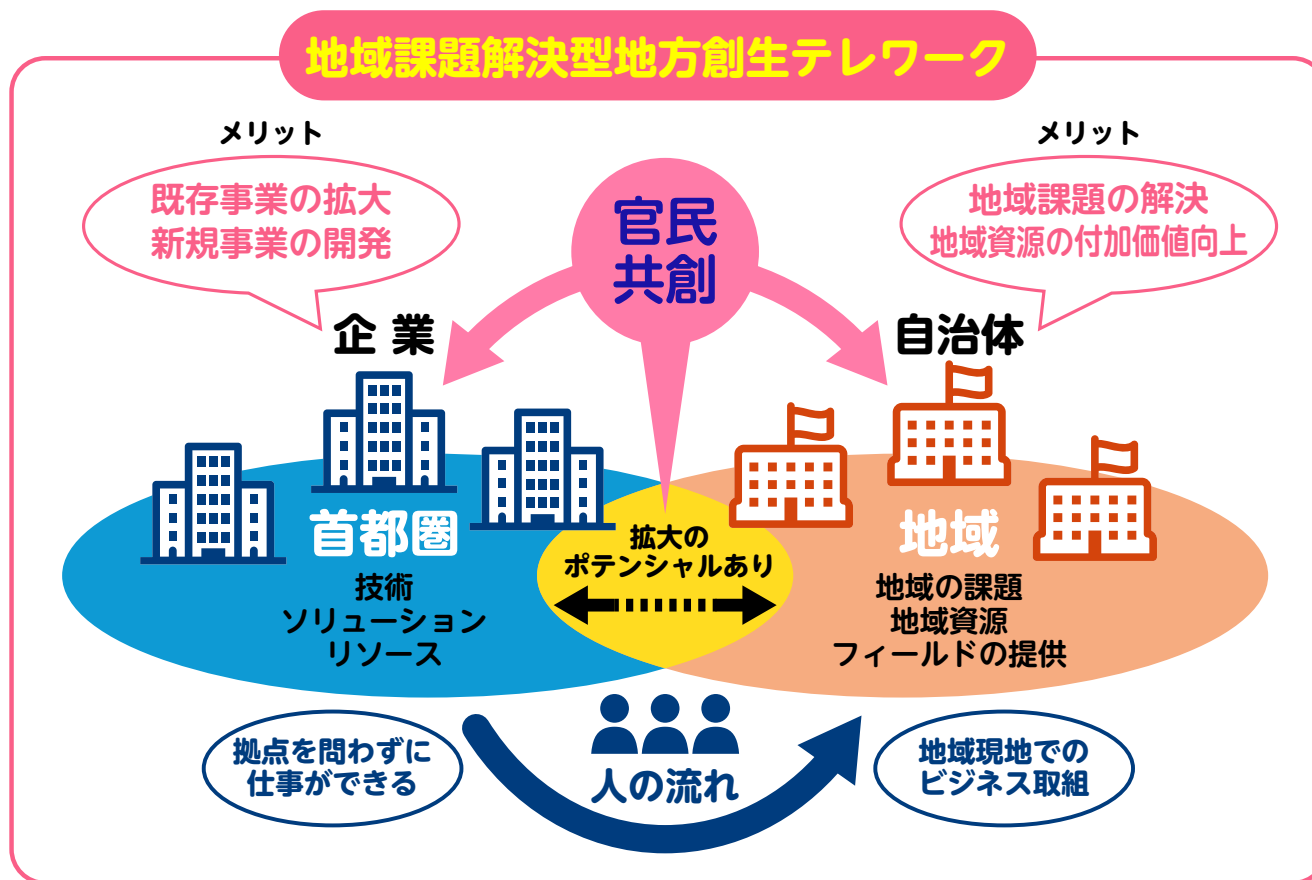 地域課題解決型地方創生テレワーク
メリット
既存事業の拡大
新規事業の開発
官民
共創
メリット
地域課題の解決
地域資源の付加価値向上
企業
自治体
首都圏
技術
ソリューション
リソース
拡大の
ポテンシャルあり
地域
地域の課題
地域資源
フィールドの提供
拠点を問わずに
仕事ができる
人の流れ
地域現地での
ビジネス取組